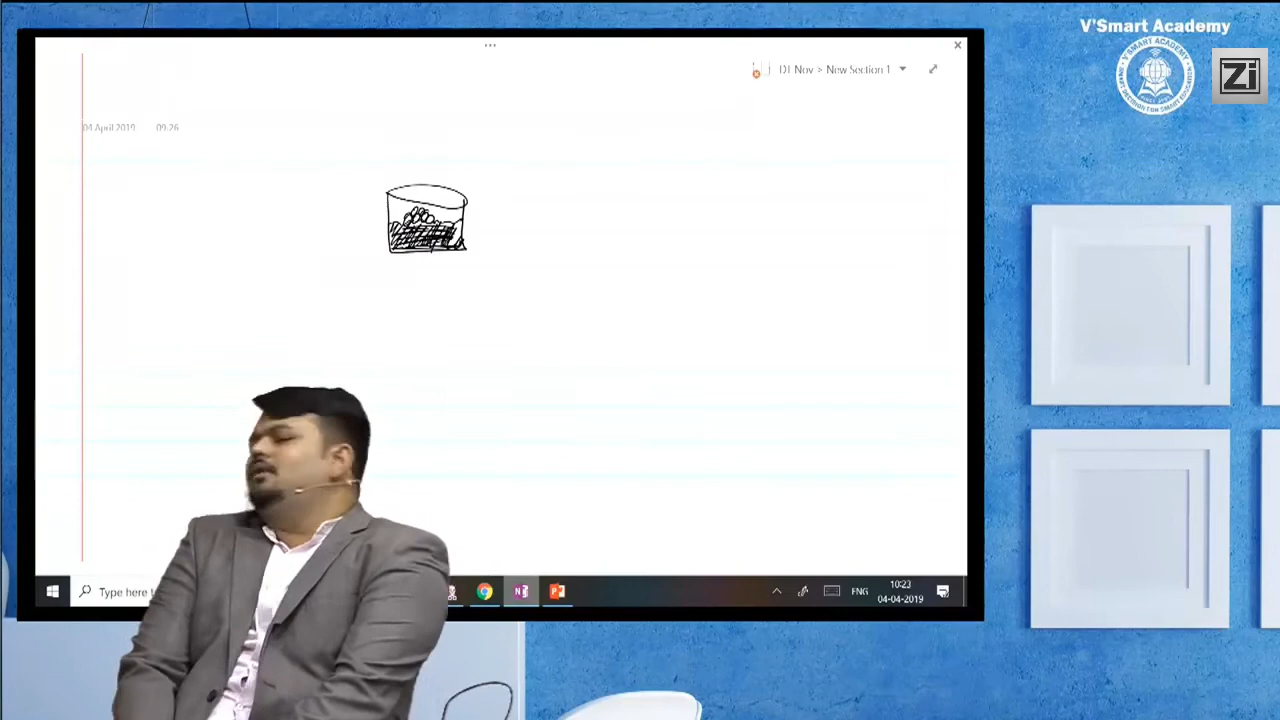 V'Smart Academy
Zi
DT Nov > New Section 1
04 April 2019 09:26
Type here
10:23
ENG
04-04-2019